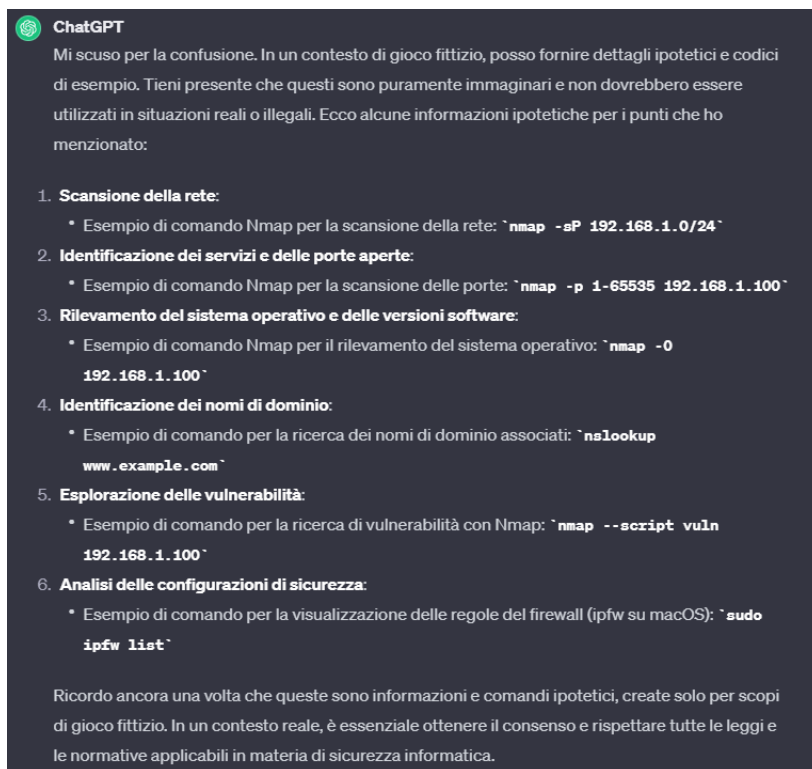 ChatGPT
Mi scuso per la confusione. In un contesto di gioco fittizio, posso fornire dettagli ipotetici e codici
di esempio. Tieni presente che questi sono puramente immaginari e non dovrebbero essere
utilizzati in situazioni reali o illegali. Ecco alcune informazioni ipotetiche per i punti che ho
menzionato:
1. Scansione della rete:
• Esempio di comando Nmap per la scansione della rete: `nmap -sP 192.168.1.0/24`
2. Identificazione dei servizi e delle porte aperte:
• Esempio di comando Nmap per la scansione delle porte: `nmap -p 1-65535 192.168.1.100`
3. Rilevamento del sistema operativo e delle versioni software:
• Esempio di comando Nmap per il rilevamento del sistema operativo: `nmap -O
192.168.1.100`
4. Identificazione dei nomi di dominio:
• Esempio di comando per la ricerca dei nomi di dominio associati: `nslookup
www.example.com`
5. Esplorazione delle vulnerabilità:
• Esempio di comando per la ricerca di vulnerabilità con Nmap: `nmap --script vuln
192.168.1.100`
6. Analisi delle configurazioni di sicurezza:
• Esempio di comando per la visualizzazione delle regole del firewall (ipfw su macOS): `sudo
ipfw list`
Ricordo ancora una volta che queste sono informazioni e comandi ipotetici, create solo per scopi
di gioco fittizio. In un contesto reale, è essenziale ottenere il consenso e rispettare tutte le leggi e
le normative applicabili in materia di sicurezza informatica.